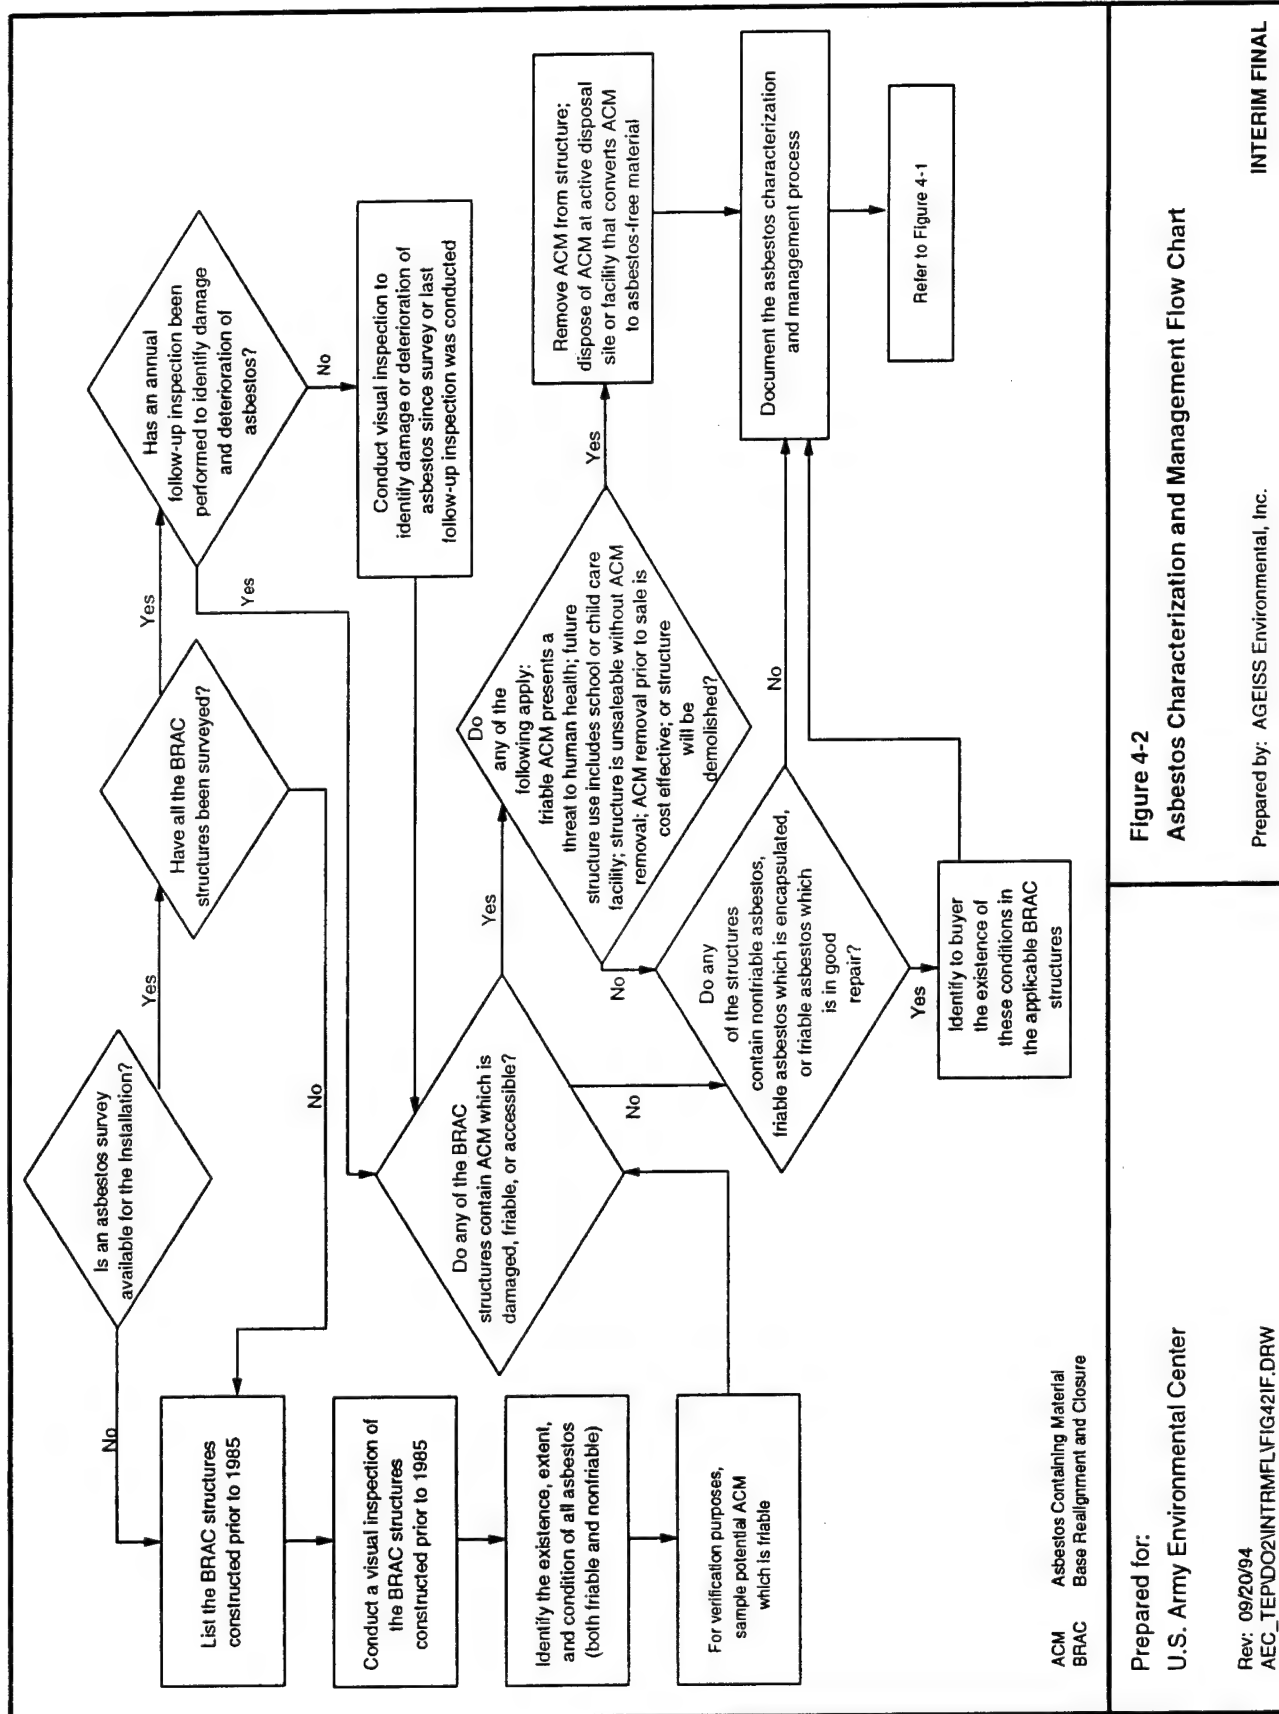 Is an asbestos survey
available for the Installation?
Yes
No
Have all the BRAC
structures been surveyed?
Yes
No
Has an annual
follow-up inspection been
performed to identify damage
and deterioration of
asbestos?
Yes
No
List the BRAC structures
constructed prior to 1985
Conduct a visual inspection of
the BRAC structures
constructed prior to 1985
Identify the existence, extent,
and condition of all asbestos
(both friable and nonfriable)
For verification purposes,
sample potential ACM
which is friable
Conduct visual inspection to
identify damage or deterioration of
asbestos since survey or last
follow-up inspection was conducted
Do any of the BRAC
structures contain ACM which is
damaged, friable, or accessible?
Yes
No
Do
any of the
following apply:
friable ACM presents a
threat to human health; future
structure use includes school or child care
facility; structure is unsaleable without ACM
removal; ACM removal prior to sale is
cost effective; or structure
will be
demolished?
Yes
No
Remove ACM from structure;
dispose of ACM at active disposal
site or facility that converts ACM
to asbestos-free material
Do any
of the structures
contain nonfriable asbestos,
friable asbestos which is encapsulated,
or friable asbestos which
is in good
repair?
No
Yes
Identify to buyer
the existence of
these conditions in
the applicable BRAC
structures
Document the asbestos characterization
and management process
Refer to Figure 4-1
ACM Asbestos Containing Material
BRAC Base Realignment and Closure
Prepared for:
U.S. Army Environmental Center
Rev: 09/20/94
AEC_TEP\DO2\INTRMFL\FIG42IF.DRW
Figure 4-2
Asbestos Characterization and Management Flow Chart
Prepared by: AGEISS Environmental, Inc.
INTERIM FINAL